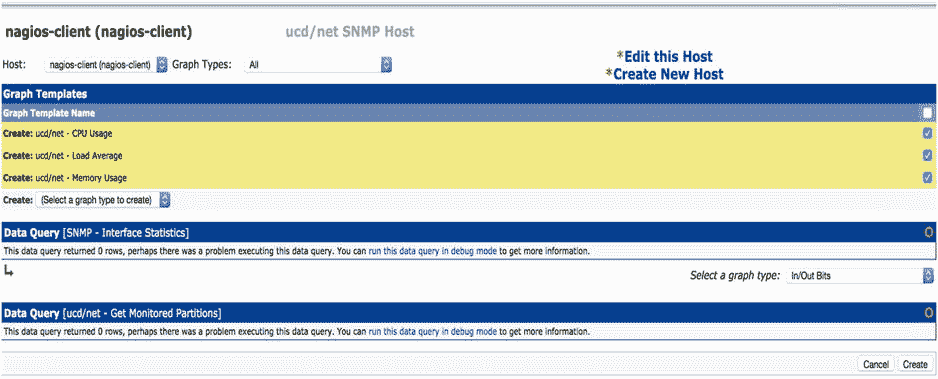 nagios-client (nagios-client) ucd/net SNMP Host
Host: nagios-client (nagios-client) Graph Types: All
*Edit this Host
*Create New Host
Graph Templates
Graph Template Name
Create: ucd/net - CPU Usage
Create: ucd/net - Load Average
Create: ucd/net - Memory Usage
Create: (Select a graph type to create)
Data Query [SNMP - Interface Statistics]
This data query returned 0 rows, perhaps there was a problem executing this data query. You can run this data query in debug mode to get more information.
Select a graph type: In/Out Bits
Data Query [ucd/net - Get Monitored Partitions]
This data query returned 0 rows, perhaps there was a problem executing this data query. You can run this data query in debug mode to get more information.
Cancel Create